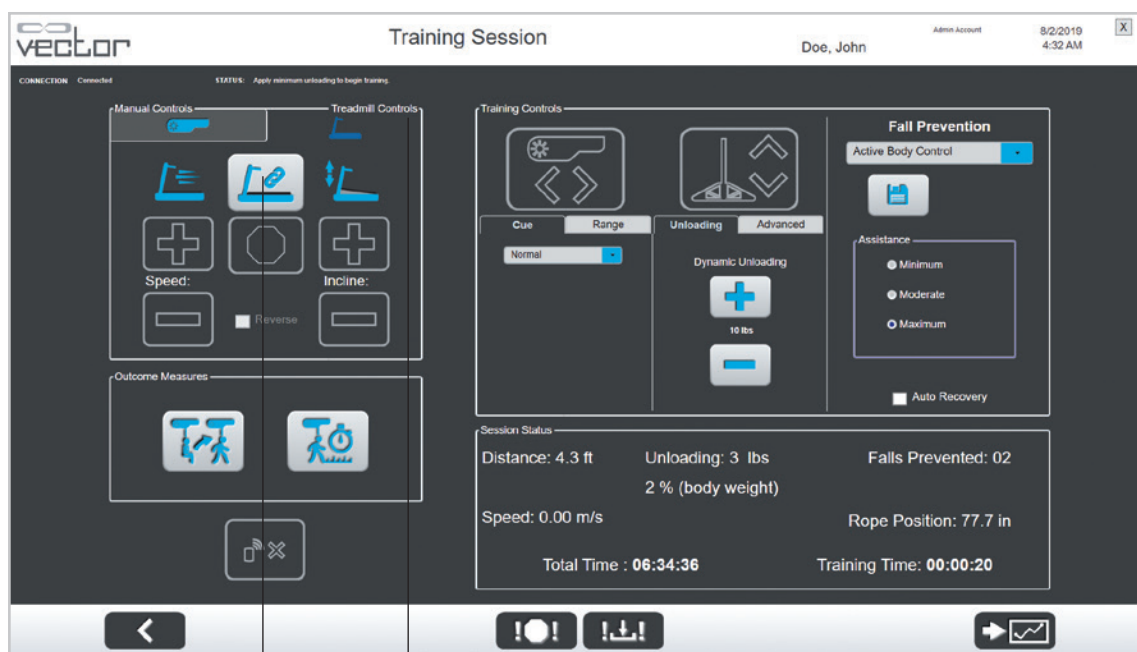 vector
Training Session
Doe, John
Admin Account
8/2/2019
4:32 AM
X
CONNECTION Connected
STATUS: Apply minimum unloading to begin training.
Manual Controls
Treadmill Controls
Speed:
Incline:
Reverse
Outcome Measures
Training Controls
Cue
Range
Normal
Unloading
Advanced
Dynamic Unloading
10 lbs
Fall Prevention
Active Body Control
Assistance
Minimum
Moderate
Maximum
Auto Recovery
Session Status
Distance: 4.3 ft
Unloading: 3 lbs
Falls Prevented: 02
2 % (body weight)
Speed: 0.00 m/s
Rope Position: 77.7 in
Total Time : 06:34:36
Training Time: 00:00:20